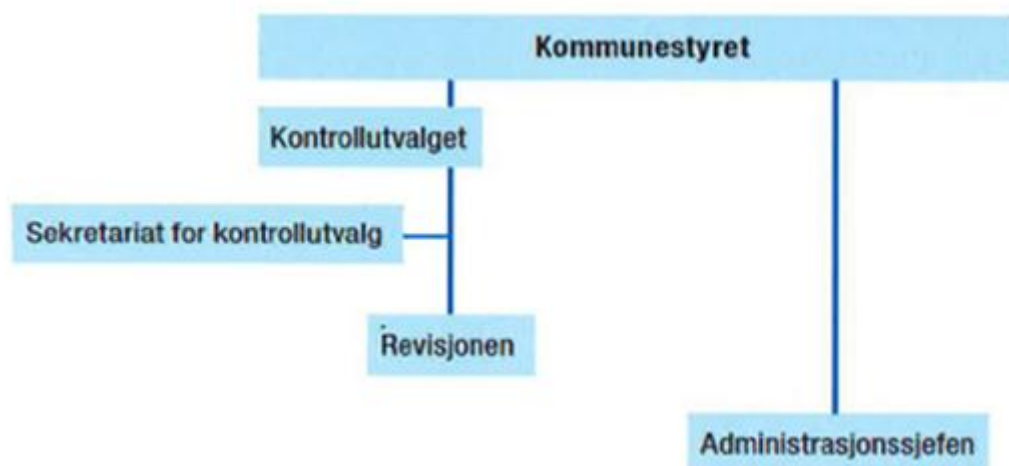 Kommunestyret
Kontrollutvalget
Sekretariat for kontrollutvalg
Revisjonen
Administrasjonssjefen